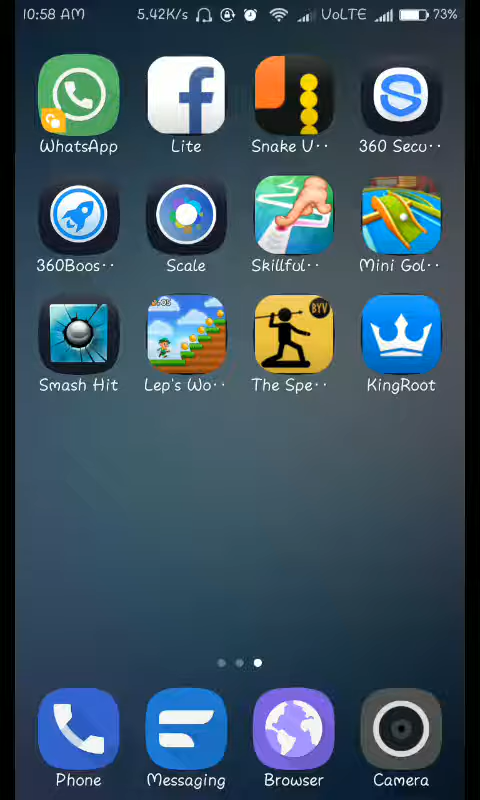 10:58 AM 5.42K/s VoLTE 73%
WhatsApp Lite Snake U·· 360 Secu··
360Boos·· Scale Skillful·· Mini Gol··
BYV
Smash Hit Lep's Wo·· The Spe·· KingRoot
Phone Messaging Browser Camera